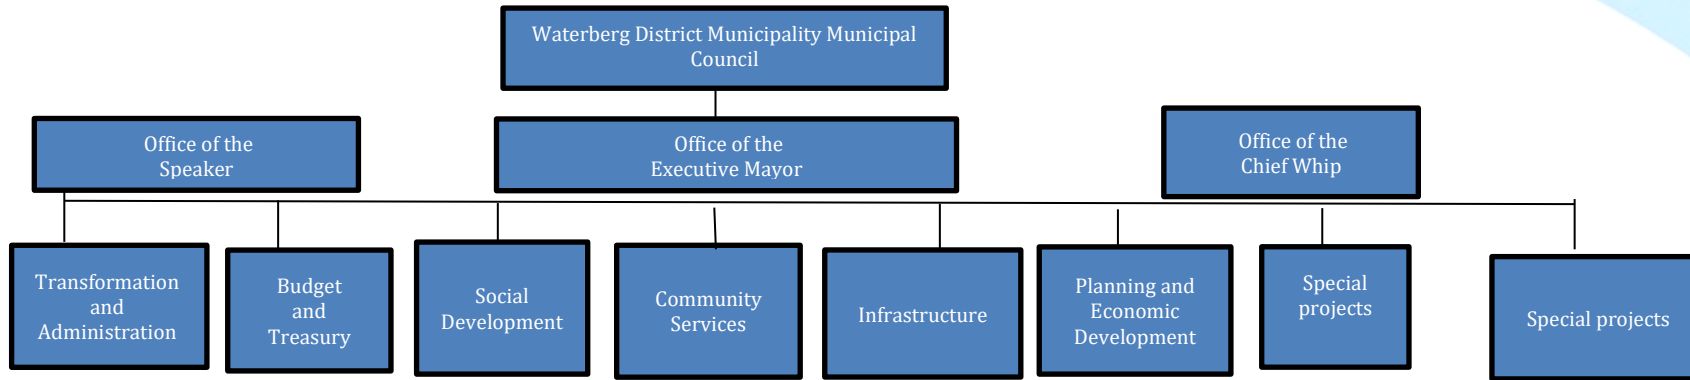 Waterberg District Municipality Municipal
Council
Office of the
Speaker
Office of the
Executive Mayor
Office of the
Chief Whip
Transformation
and
Administration
Budget
and
Treasury
Social
Development
Community
Services
Infrastructure
Planning and
Economic
Development
Special
projects
Special projects